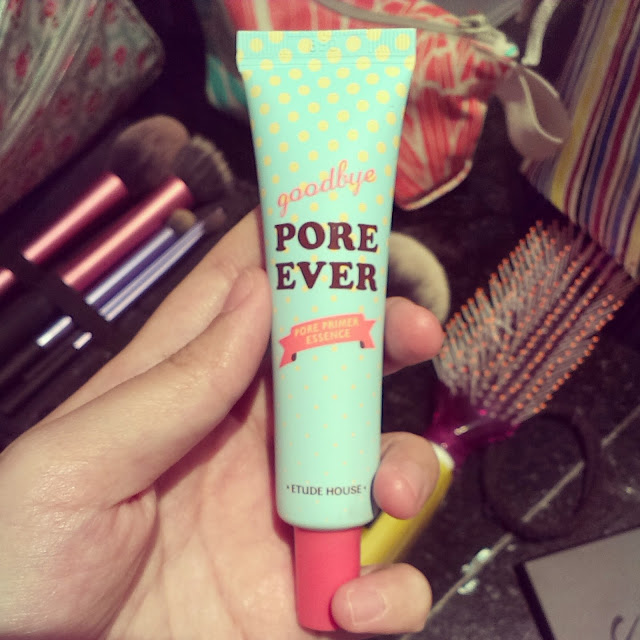 goodbye
PORE
EVER
PORE PRIMER
ESSENCE
• ETUDE HOUSE •